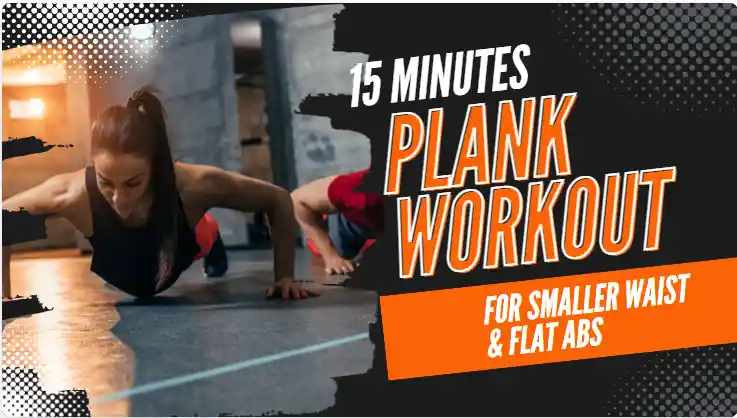 15 MINUTES
PLANK
WORKOUT
FOR SMALLER WAIST
& FLAT ABS